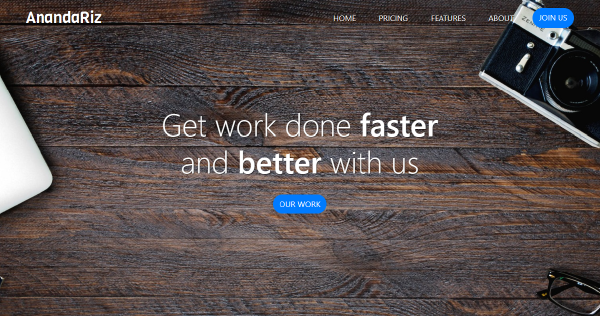 AnandaRiz
HOME PRICING FEATURES ABOUT JOIN US
Get work done faster
and better with us
OUR WORK